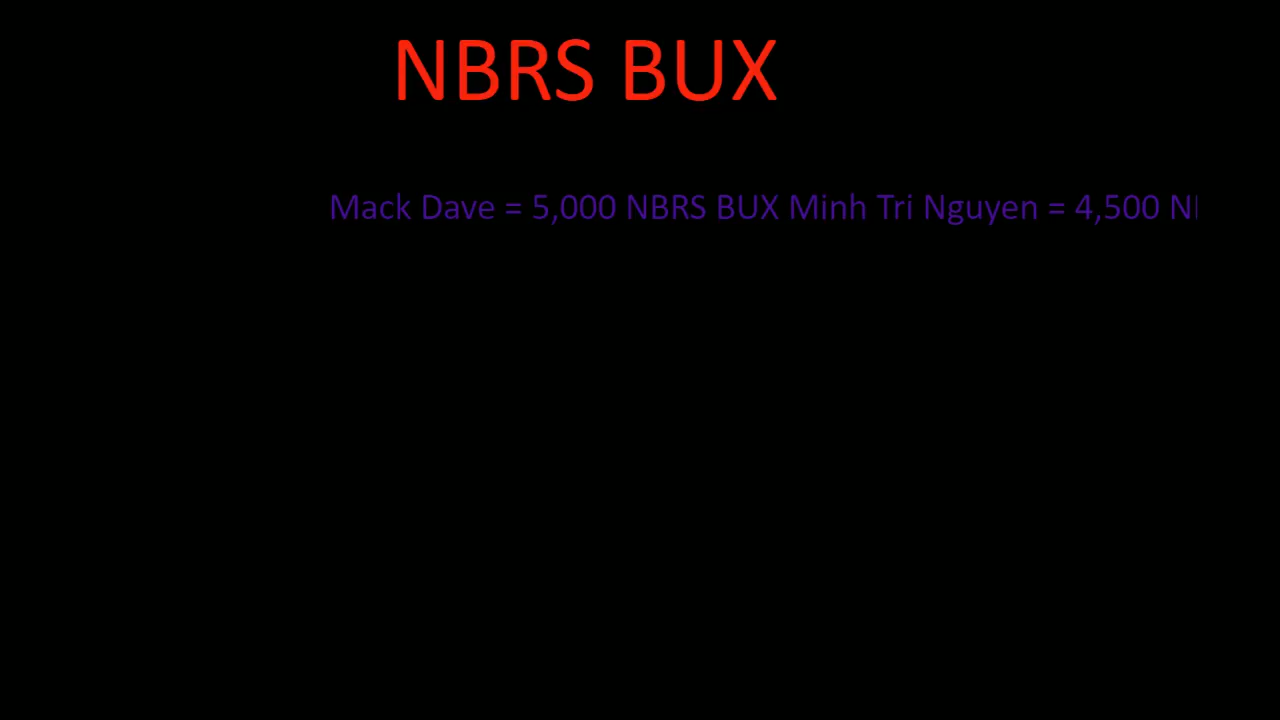 NBRS BUX
Mack Dave = 5,000 NBRS BUX Minh Tri Nguyen = 4,500 N